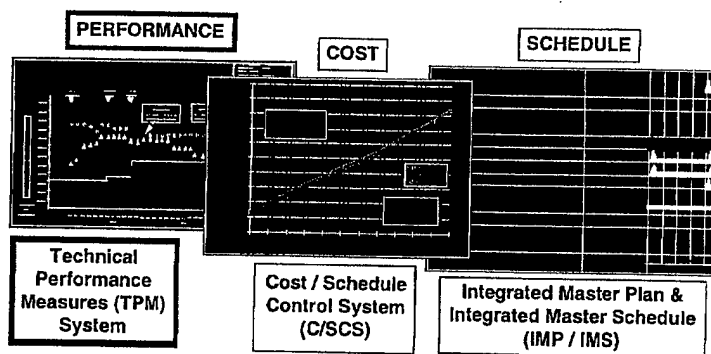 PERFORMANCE
COST
SCHEDULE
Technical
Performance
Measures (TPM)
System
Cost / Schedule
Control System
(C/SCS)
Integrated Master Plan &
Integrated Master Schedule
(IMP / IMS)